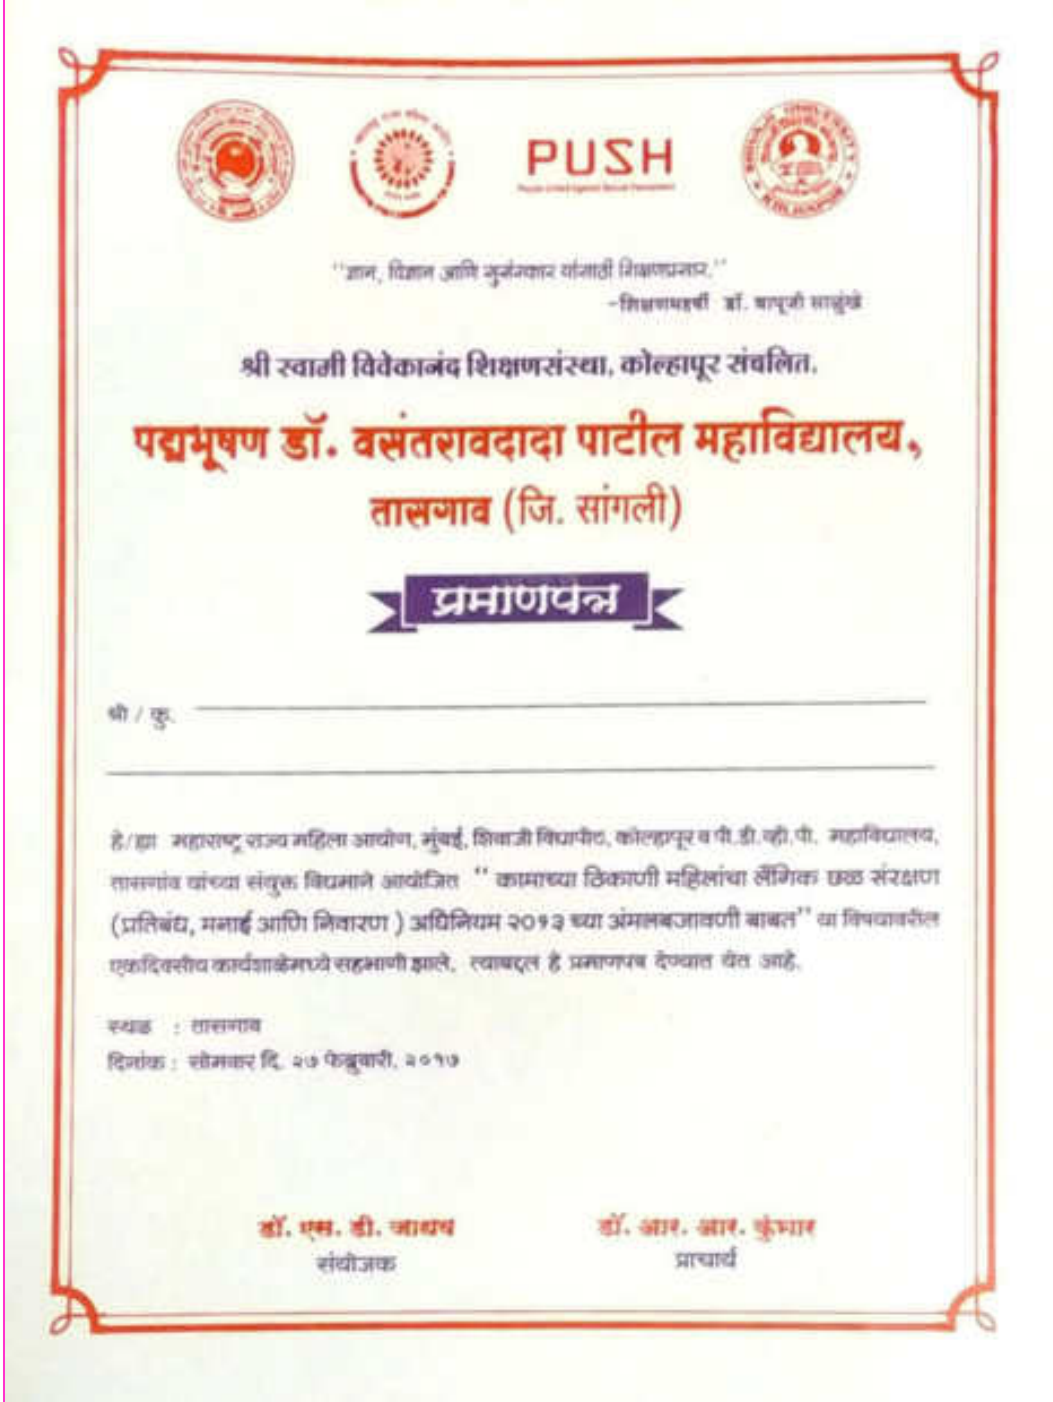 PUSH
"ज्ञान, विज्ञान आणि सुसंस्कार यांसाठी शिक्षणप्रसार."
-शिक्षणमहर्षी डॉ. बापूजी साळुंखे
श्री स्वामी विवेकानंद शिक्षणसंस्था, कोल्हापूर संचलित.
पद्मभूषण डॉ. वसंतरावदादा पाटील महाविद्यालय,
तासगाव (जि. सांगली)
प्रमाणपत्र
श्री / कु.
हे/ह्या महाराष्ट्र राज्य महिला आयोग, मुंबई, शिवाजी विद्यापीठ, कोल्हापूर व पी.डी.व्ही.पी. महाविद्यालय,
तासगांव यांच्या संयुक्त विद्यमाने आयोजित " कामाच्या ठिकाणी महिलांचा लैंगिक छळ संरक्षण
(प्रतिबंध, मनाई आणि निवारण ) अधिनियम २०१३ च्या अंमलबजावणी बाबत" या विषयावरील
एकदिवसीय कार्यशाळेमध्ये सहभागी झाले. त्याबद्दल हे प्रमाणपत्र देण्यात येत आहे.
स्थळ : तासगाव
दिनांक : सोमवार दि. २७ फेब्रुवारी, २०१७
डॉ. एस. डी. जाधव
डॉ. आर. आर. कुंभार
संयोजक
प्राचार्य